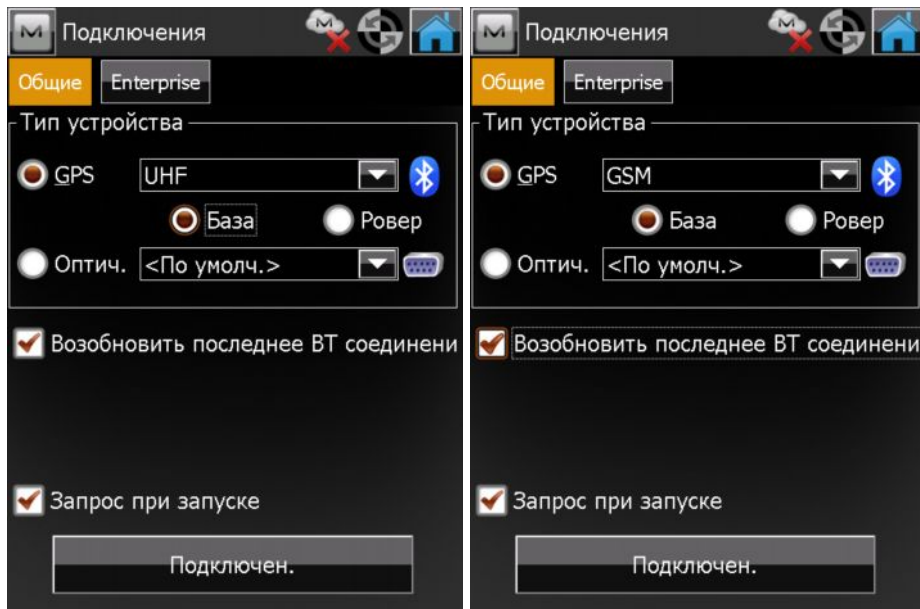 Подключения
Общие
Enterprise
Тип устройства
GPS
UHF
База
Ровер
Оптич.
<По умолч.>
Возобновить последнее BT соединени
Запрос при запуске
Подключен.
Подключения
Общие
Enterprise
Тип устройства
GPS
GSM
База
Ровер
Оптич.
<По умолч.>
Возобновить последнее BT соединени
Запрос при запуске
Подключен.